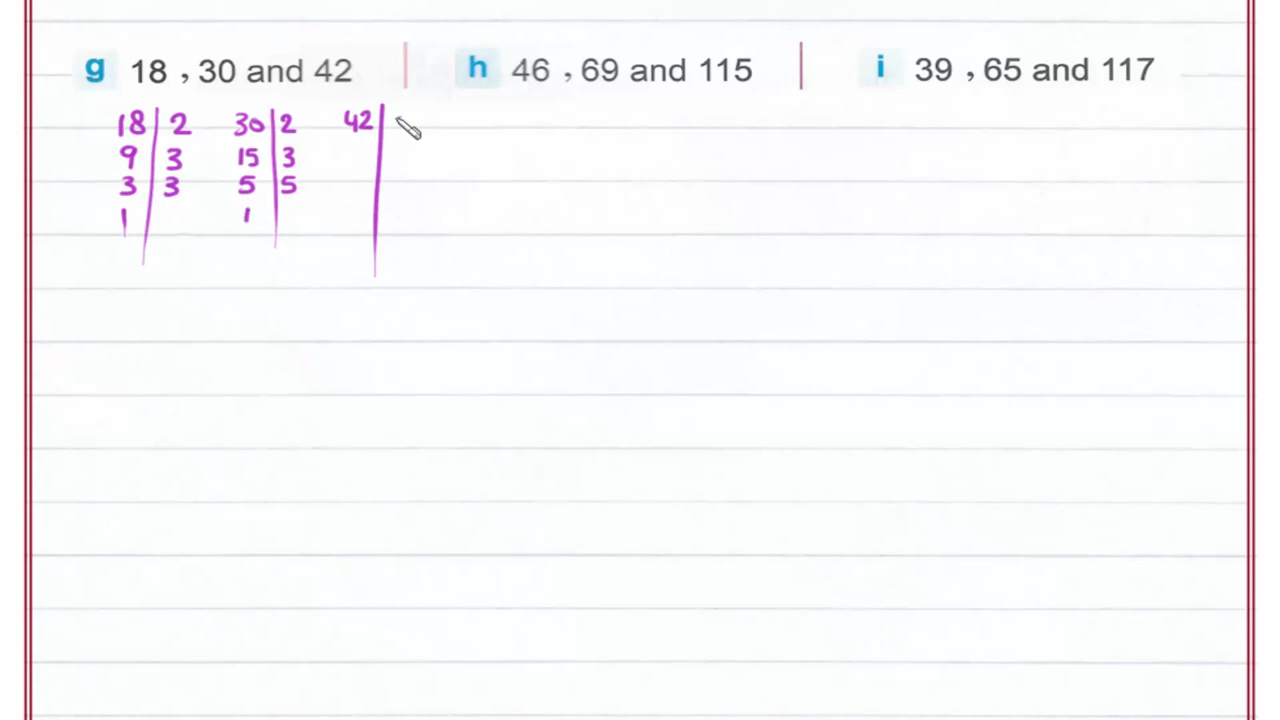 g 18 , 30 and 42 h 46 , 69 and 115 i 39 , 65 and 117
18 2 30 2 42
9 3 15 3
3 3 5 5
1 1